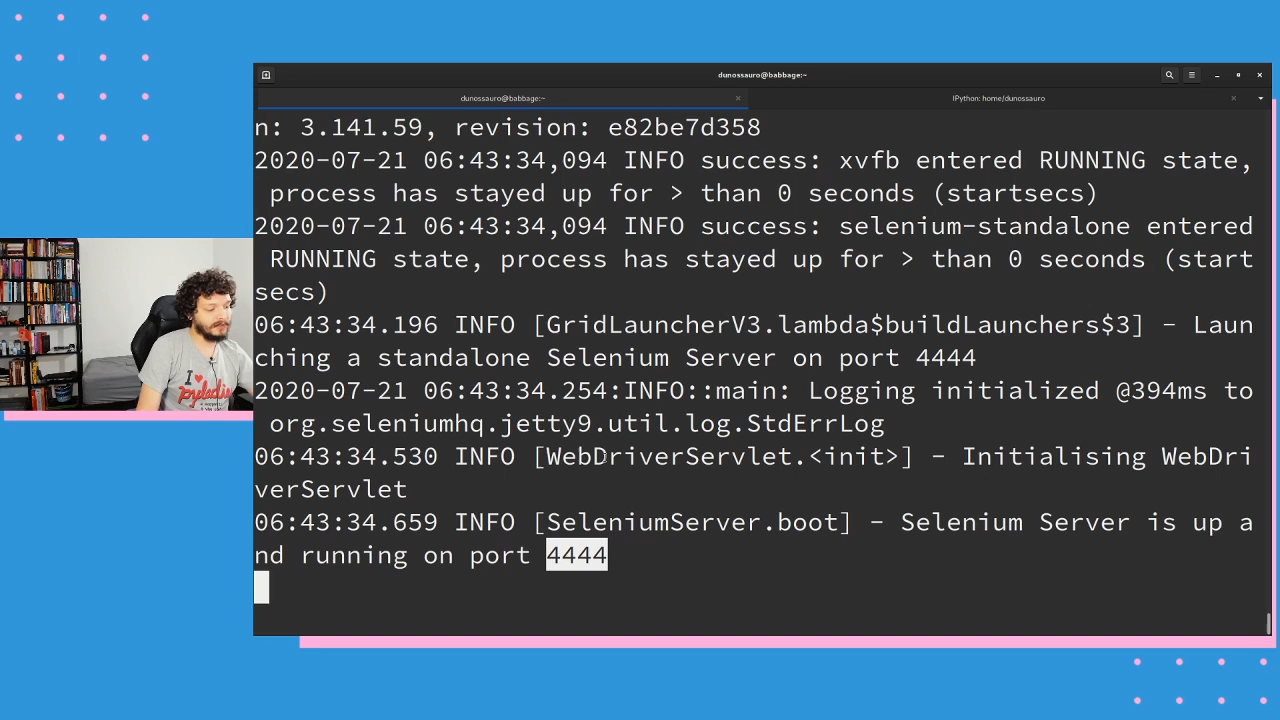 dunossauro@babbage:~
dunossauro@babbage:~
IPython: home/dunossauro
n: 3.141.59, revision: e82be7d358
2020-07-21 06:43:34,094 INFO success: xvfb entered RUNNING state,
process has stayed up for > than 0 seconds (startsecs)
2020-07-21 06:43:34,094 INFO success: selenium-standalone entered
RUNNING state, process has stayed up for > than 0 seconds (start
secs)
06:43:34.196 INFO [GridLauncherV3.lambda$buildLaunchers$3] - Laun
ching a standalone Selenium Server on port 4444
2020-07-21 06:43:34.254:INFO::main: Logging initialized @394ms to
org.seleniumhq.jetty9.util.log.StdErrLog
06:43:34.530 INFO [WebDriverServlet.<init>] - Initialising WebDri
verServlet
06:43:34.659 INFO [SeleniumServer.boot] - Selenium Server is up a
nd running on port 4444
I ♥
pyladies